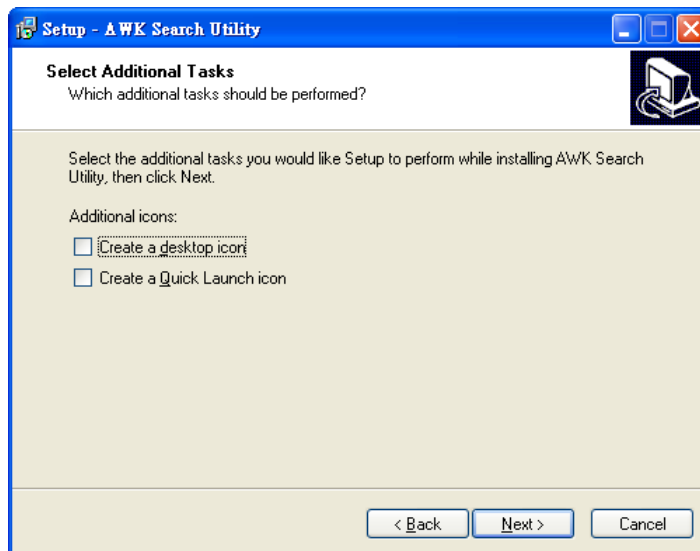 Setup - AWK Search Utility
Select Additional Tasks
Which additional tasks should be performed?
Select the additional tasks you would like Setup to perform while installing AWK Search
Utility, then click Next.
Additional icons:
Create a desktop icon
Create a Quick Launch icon
< Back Next > Cancel